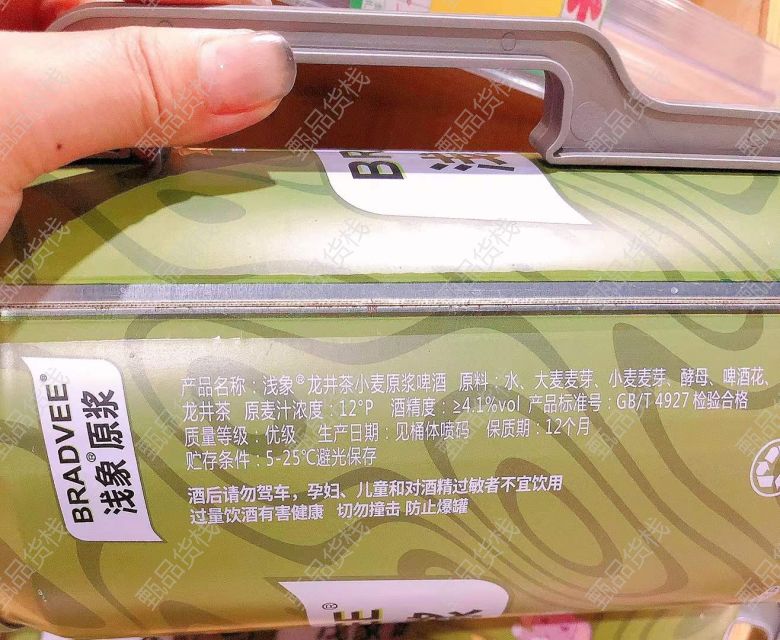 产品名称：浅象®龙井茶小麦原浆啤酒 原料：水、大麦麦芽、小麦麦芽、酵母、啤酒花、
龙井茶 原麦汁浓度：12°P 酒精度：≥4.1%vol 产品标准号：GB/T 4927 检验合格
质量等级：优级 生产日期：见桶体喷码 保质期：12个月
贮存条件：5-25℃避光保存
酒后请勿驾车，孕妇、儿童和对酒精过敏者不宜饮用
过量饮酒有害健康 切勿撞击 防止爆罐
BRADVEE®
浅象®原浆
甄品货栈